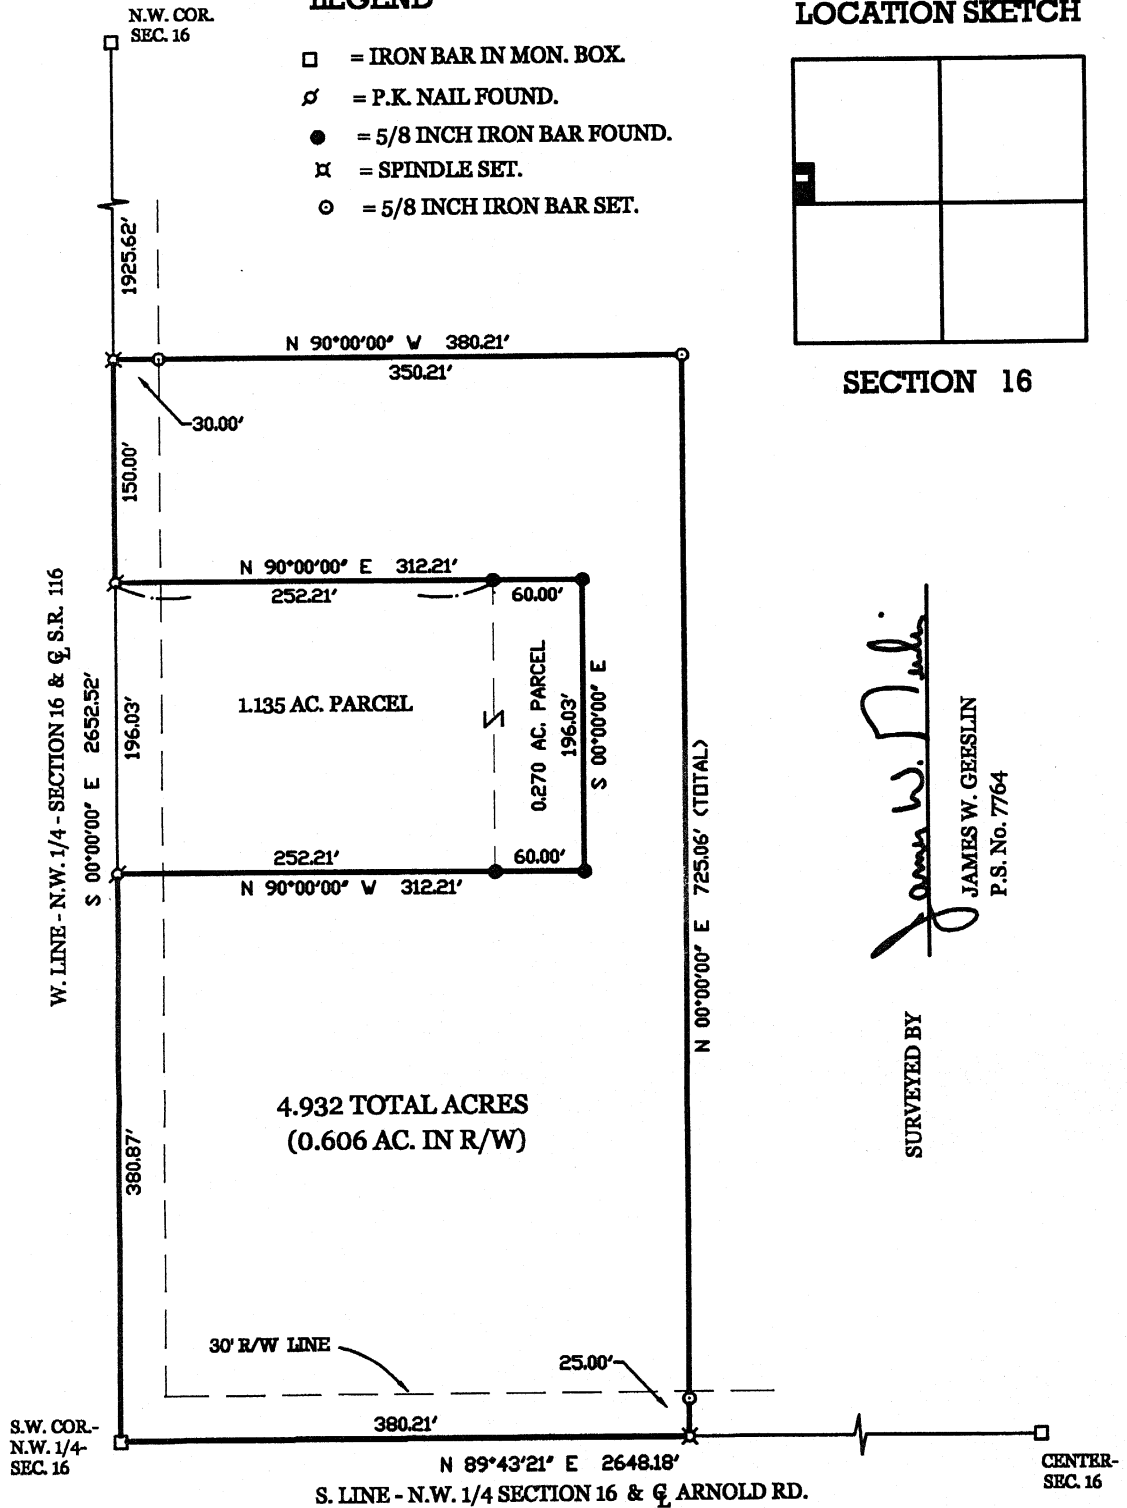 LEGEND
N.W. COR.
SEC. 16
= IRON BAR IN MON. BOX.
= P.K. NAIL FOUND.
= 5/8 INCH IRON BAR FOUND.
= SPINDLE SET.
= 5/8 INCH IRON BAR SET.
LOCATION SKETCH
SECTION 16
1925.62'
N 90°00'00" W 380.21'
350.21'
30.00'
150.00'
N 90°00'00" E 312.21'
252.21'
60.00'
W. LINE - N.W. 1/4 - SECTION 16 & ℄ S.R. 116
S 00°00'00" E 2652.52'
196.03'
1.135 AC. PARCEL
0.270 AC. PARCEL
196.03'
S 00°00'00" E
N 00°00'00" E 725.06' (TOTAL)
252.21'
60.00'
N 90°00'00" W 312.21'
JAMES W. GEESLIN
P.S. No. 7764
SURVEYED BY
4.932 TOTAL ACRES
(0.606 AC. IN R/W)
380.87'
30' R/W LINE
25.00'
380.21'
S.W. COR.-
N.W. 1/4-
SEC. 16
N 89°43'21" E 2648.18'
S. LINE - N.W. 1/4 SECTION 16 & ℄ ARNOLD RD.
CENTER-
SEC. 16